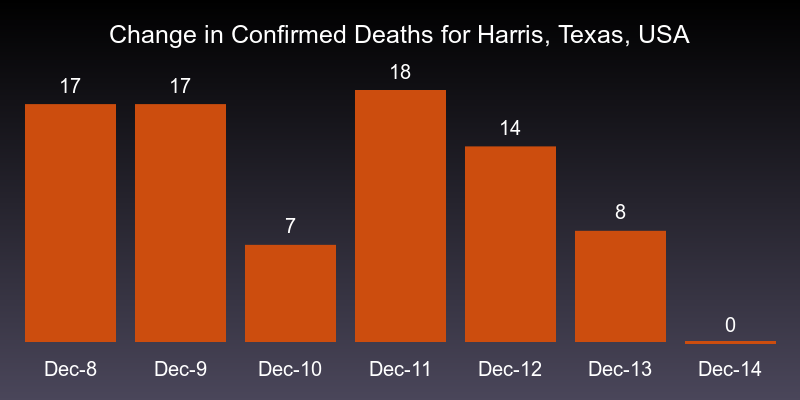 Change in Confirmed Deaths for Harris, Texas, USA
17 17 7 18 14 8 0
Dec-8 Dec-9 Dec-10 Dec-11 Dec-12 Dec-13 Dec-14